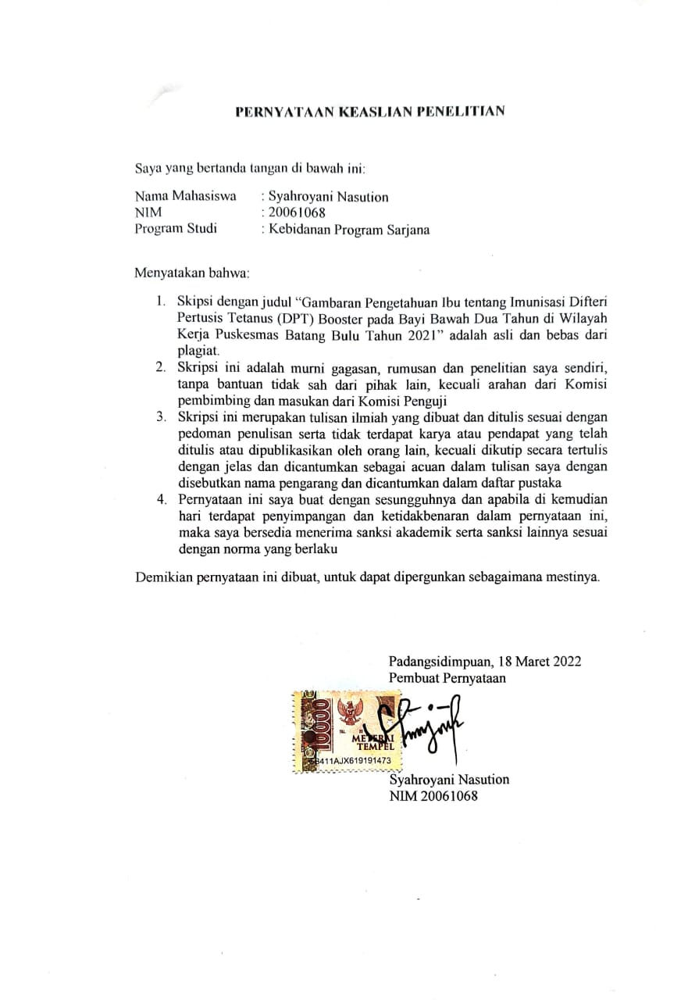 PERNYATAAN KEASLIAN PENELITIAN
Saya yang bertanda tangan di bawah ini:
Nama Mahasiswa : Syahroyani Nasution
NIM : 20061068
Program Studi : Kebidanan Program Sarjana
Menyatakan bahwa:
1. Skipsi dengan judul “Gambaran Pengetahuan Ibu tentang Imunisasi Difteri
Pertusis Tetanus (DPT) Booster pada Bayi Bawah Dua Tahun di Wilayah
Kerja Puskesmas Batang Bulu Tahun 2021” adalah asli dan bebas dari
plagiat.
2. Skripsi ini adalah murni gagasan, rumusan dan penelitian saya sendiri,
tanpa bantuan tidak sah dari pihak lain, kecuali arahan dari Komisi
pembimbing dan masukan dari Komisi Penguji
3. Skripsi ini merupakan tulisan ilmiah yang dibuat dan ditulis sesuai dengan
pedoman penulisan serta tidak terdapat karya atau pendapat yang telah
ditulis atau dipublikasikan oleh orang lain, kecuali dikutip secara tertulis
dengan jelas dan dicantumkan sebagai acuan dalam tulisan saya dengan
disebutkan nama pengarang dan dicantumkan dalam daftar pustaka
4. Pernyataan ini saya buat dengan sesungguhnya dan apabila di kemudian
hari terdapat penyimpangan dan ketidakbenaran dalam pernyataan ini,
maka saya bersedia menerima sanksi akademik serta sanksi lainnya sesuai
dengan norma yang berlaku
Demikian pernyataan ini dibuat, untuk dapat dipergunkan sebagaimana mestinya.
Padangsidimpuan, 18 Maret 2022
Pembuat Pernyataan
10000
METERAI
TEMPEL
Syahroyani Nasution
NIM 20061068